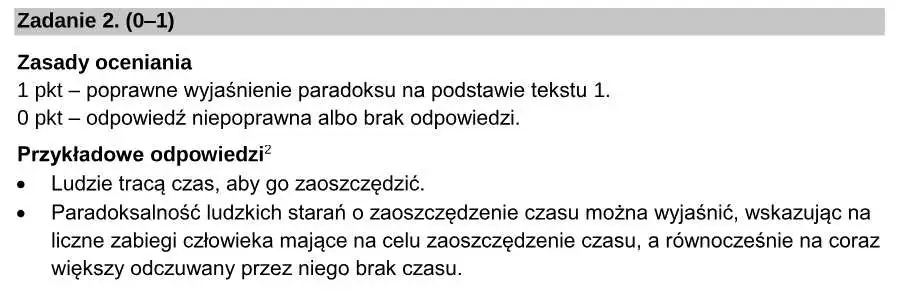 Zadanie 2. (0–1)
Zasady oceniania
1 pkt – poprawne wyjaśnienie paradoksu na podstawie tekstu 1.
0 pkt – odpowiedź niepoprawna albo brak odpowiedzi.
Przykładowe odpowiedzi²
• Ludzie tracą czas, aby go zaoszczędzić.
• Paradoksalność ludzkich starań o zaoszczędzenie czasu można wyjaśnić, wskazując na
liczne zabiegi człowieka mające na celu zaoszczędzenie czasu, a równocześnie na coraz
większy odczuwany przez niego brak czasu.